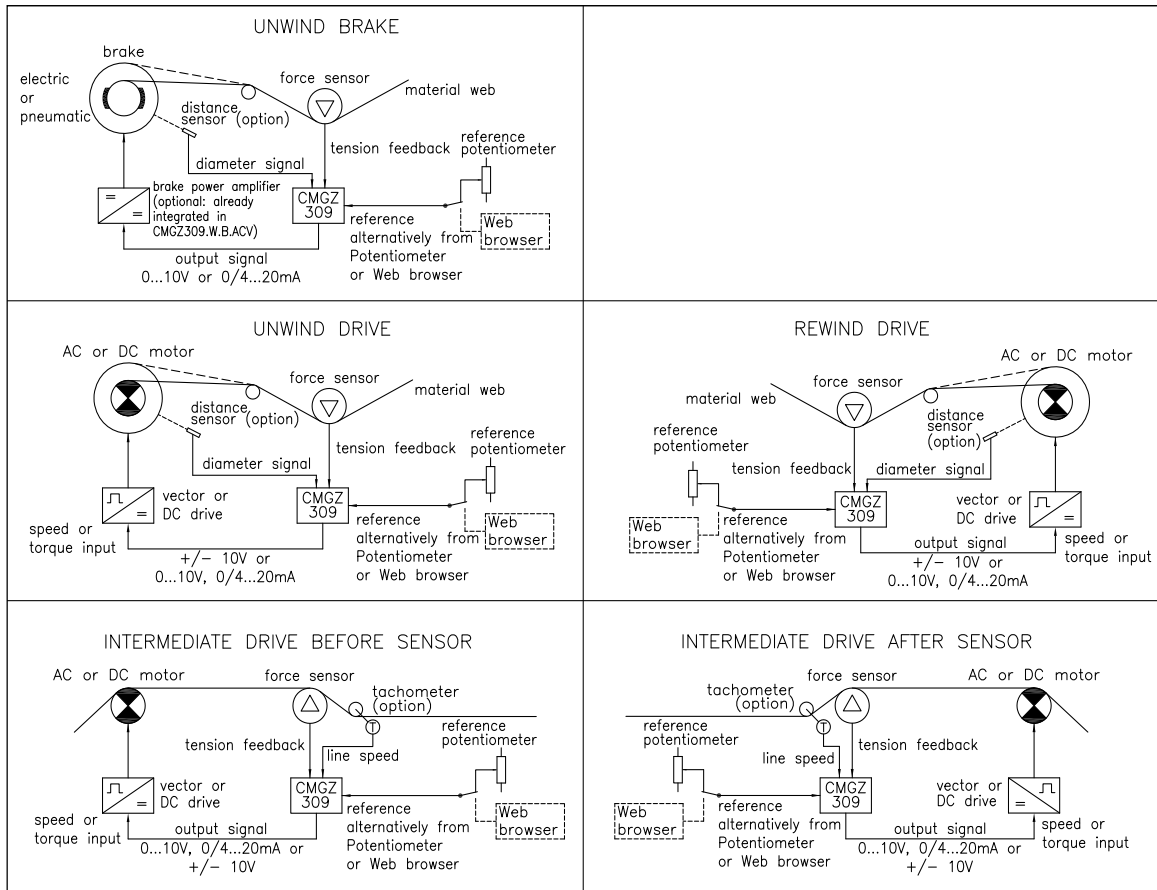 UNWIND BRAKE
brake
electric
or
pneumatic
distance
sensor (option)
force sensor
material web
diameter signal
tension feedback
reference
potentiometer
brake power amplifier
(optional: already
integrated in
CMGZ309.W.B.ACV)
=
=
CMGZ
309
Web
browser
reference
alternatively from
Potentiometer
or Web browser
output signal
0...10V or 0/4...20mA
UNWIND DRIVE
AC or DC motor
distance
sensor (option)
force sensor
material web
diameter signal
tension feedback
reference
potentiometer
vector or
DC drive
=
CMGZ
309
Web
browser
speed or
torque input
reference
alternatively from
Potentiometer
or Web browser
+/- 10V or
0...10V, 0/4...20mA
REWIND DRIVE
AC or DC motor
force sensor
material web
distance
sensor
(option)
reference
potentiometer
tension feedback
diameter signal
Web
browser
CMGZ
309
vector or
DC drive
=
reference
alternatively from
Potentiometer
or Web browser
output signal
+/- 10V or
0...10V, 0/4...20mA
speed or
torque input
INTERMEDIATE DRIVE BEFORE SENSOR
AC or DC motor
force sensor
tachometer
(option)
T
reference
potentiometer
tension feedback
line speed
vector or
DC drive
=
CMGZ
309
Web
browser
speed or
torque input
reference
alternatively from
Potentiometer
or Web browser
output signal
0...10V, 0/4...20mA or
+/- 10V
INTERMEDIATE DRIVE AFTER SENSOR
force sensor
AC or DC motor
tachometer
(option)
T
reference
potentiometer
line speed
tension feedback
Web
browser
CMGZ
309
vector or
DC drive
=
reference
alternatively from
Potentiometer
or Web browser
output signal
0...10V, 0/4...20mA or
+/- 10V
speed or
torque input